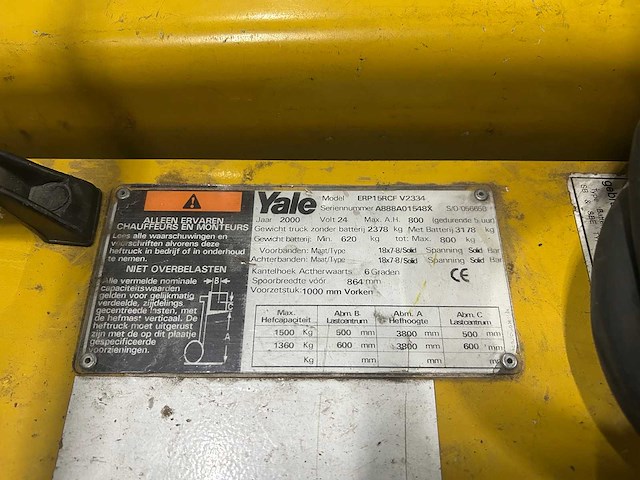 ALLEEN ERVAREN
CHAUFFEURS EN MONTEURS
Lees alle waarschuwingen en
voorschriften alvorens deze
heftruck in bedrijf of in onderhoud
te nemen.
NIET OVERBELASTEN
Alle vermelde nominale
capaciteitswaarden
gelden voor gelijkmatig
verdeelde, zijdelings
gecentreerde lasten, met
de hefmast verticaal. De
heftruck moet uitgerust
zijn met de op dit plaatje
gespecificeerde
voorzieningen.
B
C
A
Yale Model ERP15RCF V2334
Seriennummer A888A01548X S/O 056650
Jaar 2000 Volt 24 Max. A.H. 800 (gedurende 5 uur)
Gewicht truck zonder batterij 2378 kg Met Batterij 3178 kg
Gewicht batterij: Min 620 kg tot: Max. 800 kg
Voorbanden: Maat/Type 18x7-8/Solid Spanning Solid Bar
Achterbanden: Maat/Type 18x7-8/Solid Spanning Solid Bar
Kantelhoek Achterwaarts 6 Graden
Spoorbreedte vóór 864 mm
Voorzetstuk 1000 mm Vorken
CE
Max. Hefcapaciteit Abm. B Lastcentrum Abm. A Hefhoogte Abm. C Lastcentrum
1500 Kg 500 mm 3800 mm 500 mm
1360 Kg 600 mm 3800 mm 600 mm
Kg mm mm mm